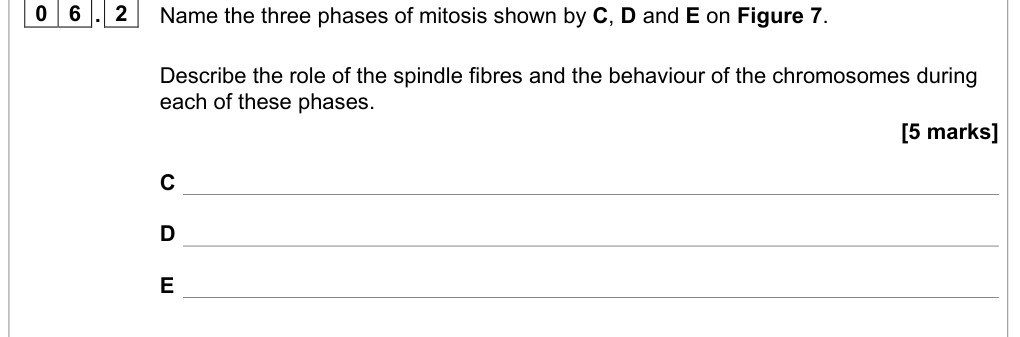 0 6 . 2 Name the three phases of mitosis shown by C, D and E on Figure 7.
Describe the role of the spindle fibres and the behaviour of the chromosomes during
each of these phases.
[5 marks]
C
D
E